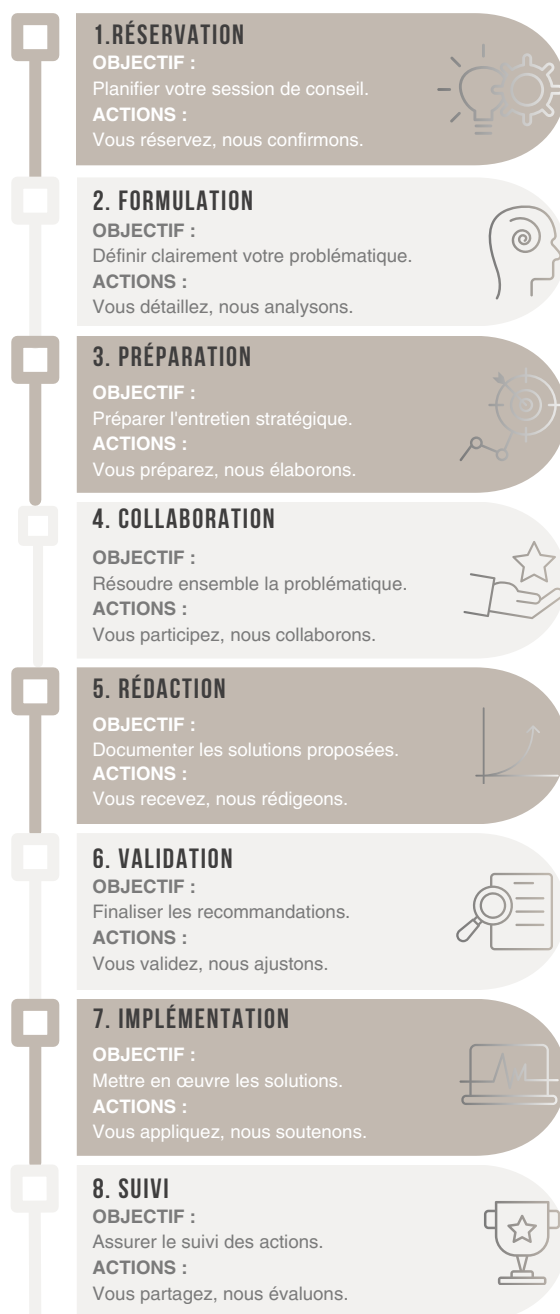 1.RÉSERVATION
OBJECTIF :
Planifier votre session de conseil.
ACTIONS :
Vous réservez, nous confirmons.
2. FORMULATION
OBJECTIF :
Définir clairement votre problématique.
ACTIONS :
Vous détaillez, nous analysons.
3. PRÉPARATION
OBJECTIF :
Préparer l'entretien stratégique.
ACTIONS :
Vous préparez, nous élaborons.
4. COLLABORATION
OBJECTIF :
Résoudre ensemble la problématique.
ACTIONS :
Vous participez, nous collaborons.
5. RÉDACTION
OBJECTIF :
Documenter les solutions proposées.
ACTIONS :
Vous recevez, nous rédigeons.
6. VALIDATION
OBJECTIF :
Finaliser les recommandations.
ACTIONS :
Vous validez, nous ajustons.
7. IMPLÉMENTATION
OBJECTIF :
Mettre en œuvre les solutions.
ACTIONS :
Vous appliquez, nous soutenons.
8. SUIVI
OBJECTIF :
Assurer le suivi des actions.
ACTIONS :
Vous partagez, nous évaluons.